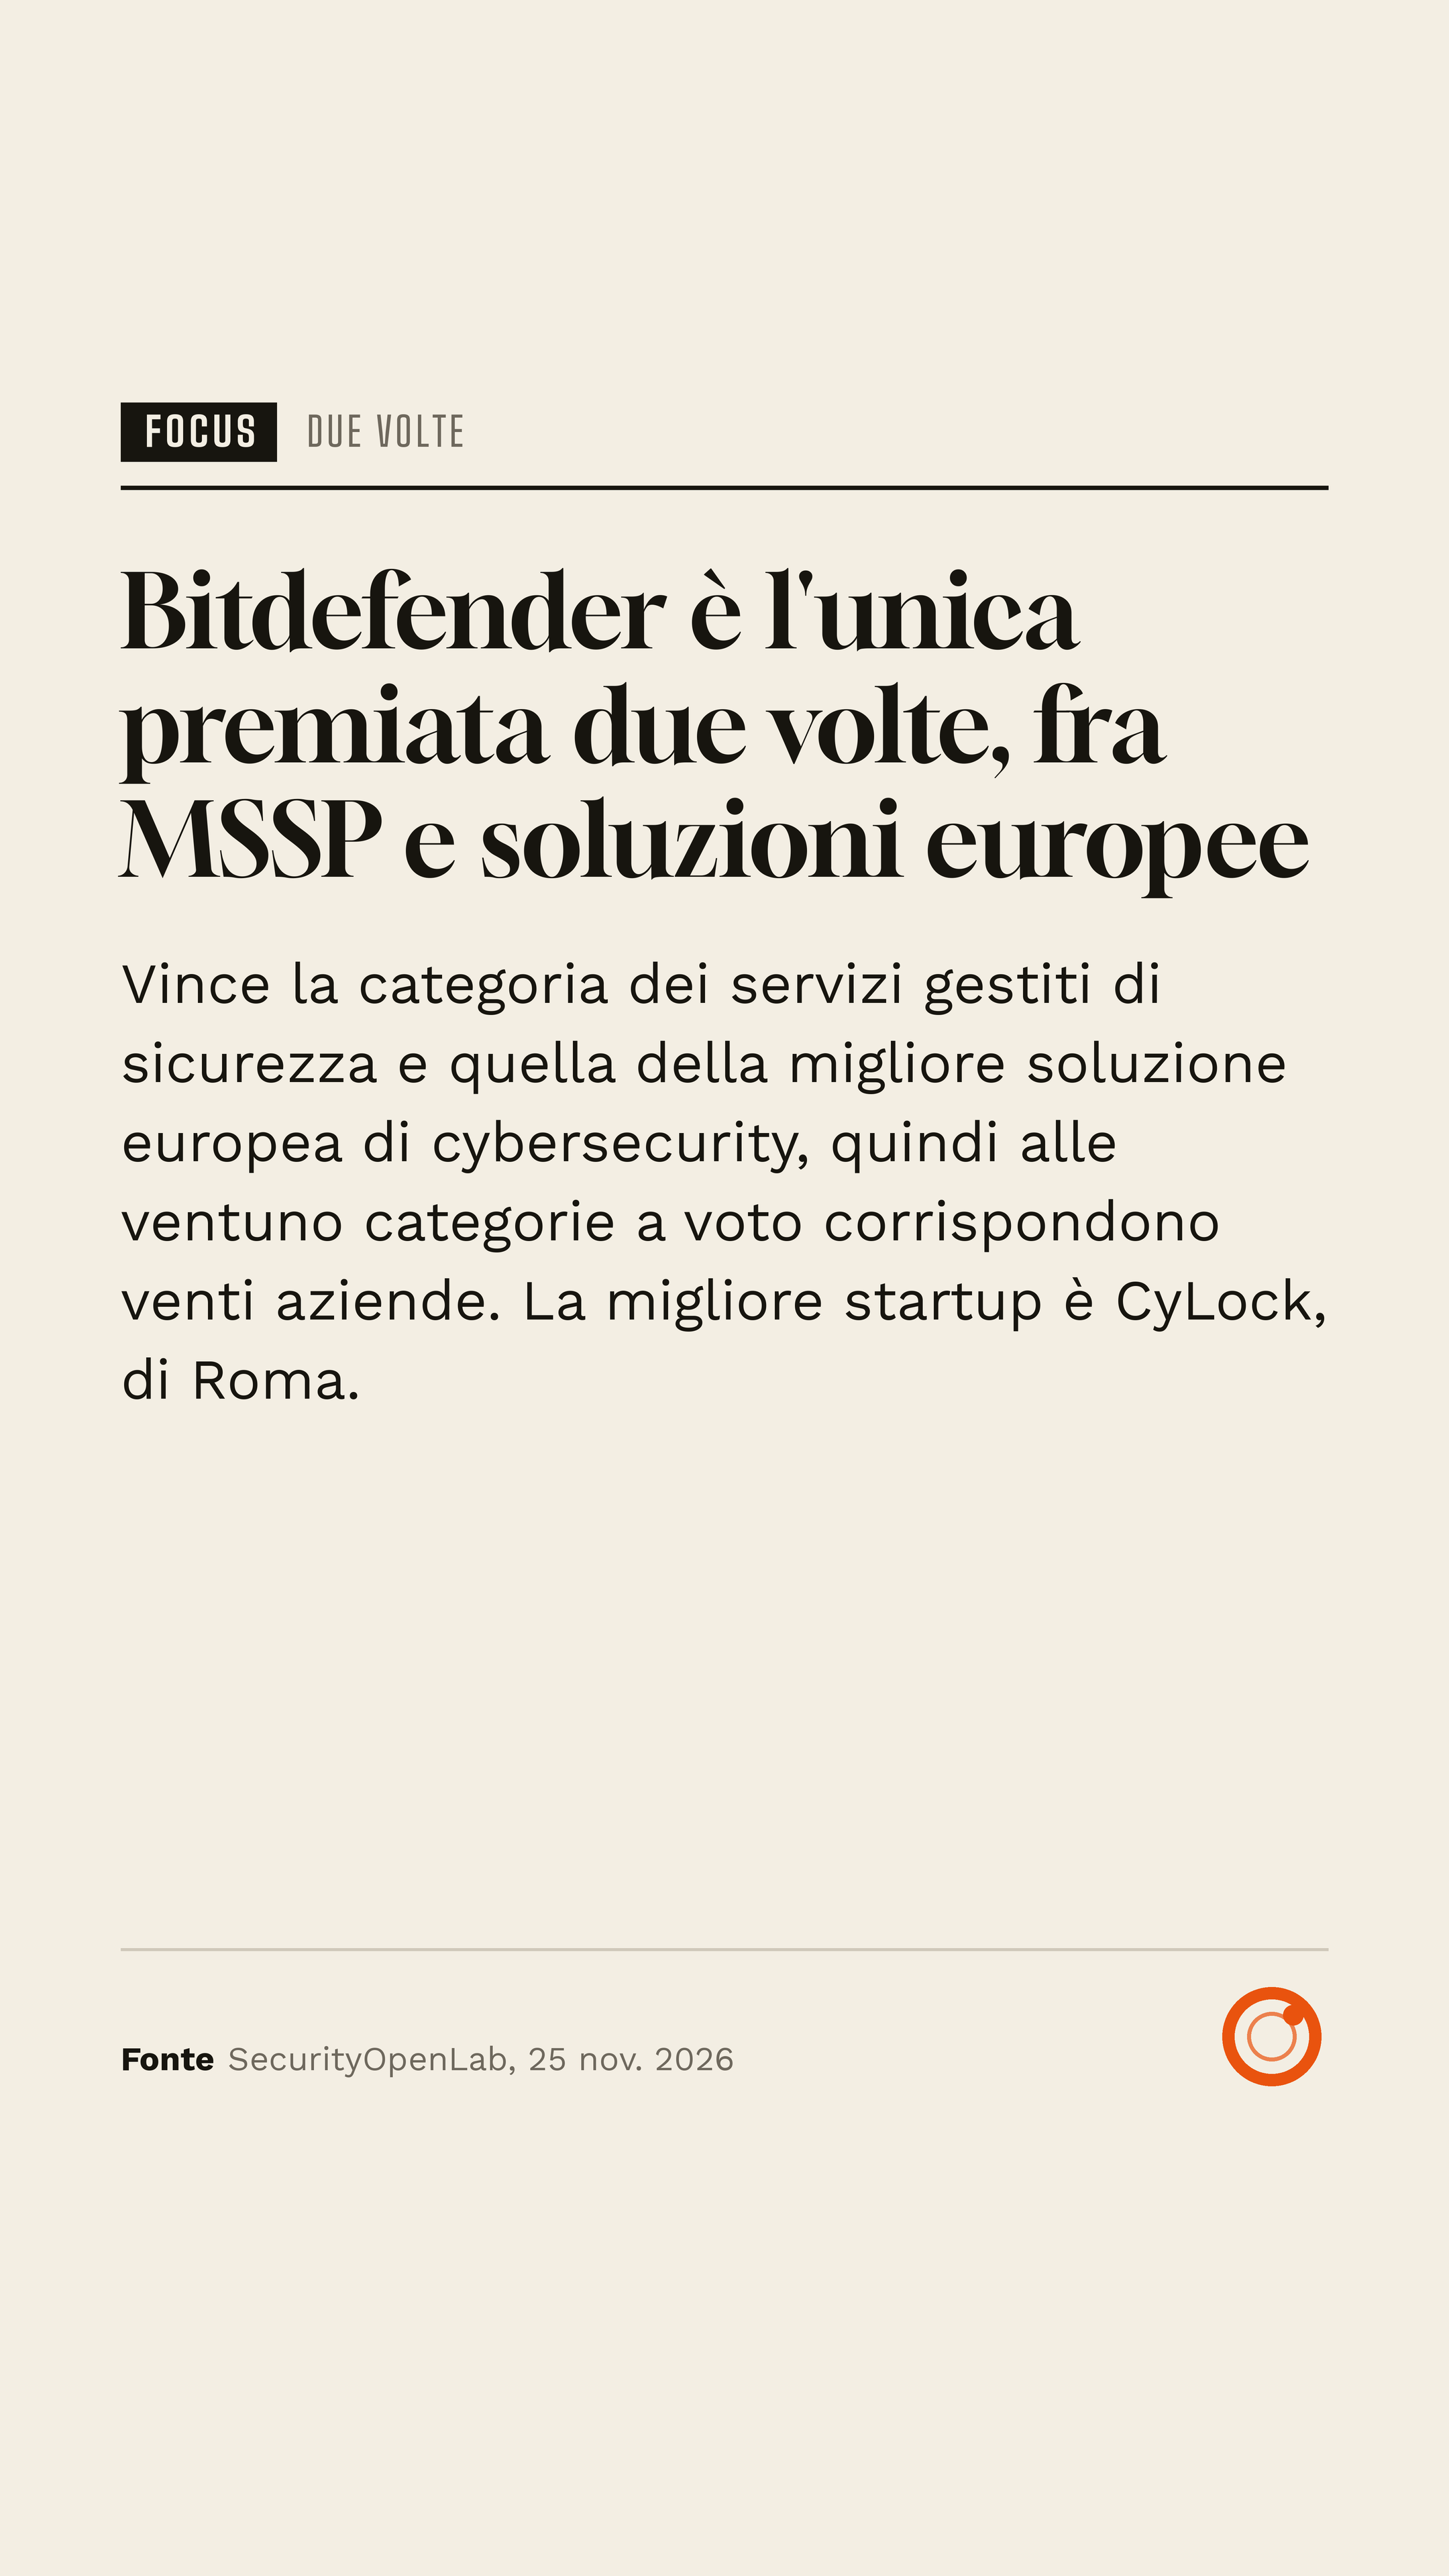 FOCUS DUE VOLTE
Bitdefender è l'unica
premiata due volte, fra
MSSP e soluzioni europee
Vince la categoria dei servizi gestiti di
sicurezza e quella della migliore soluzione
europea di cybersecurity, quindi alle
ventuno categorie a voto corrispondono
venti aziende. La migliore startup è CyLock,
di Roma.
Fonte SecurityOpenLab, 25 nov. 2026